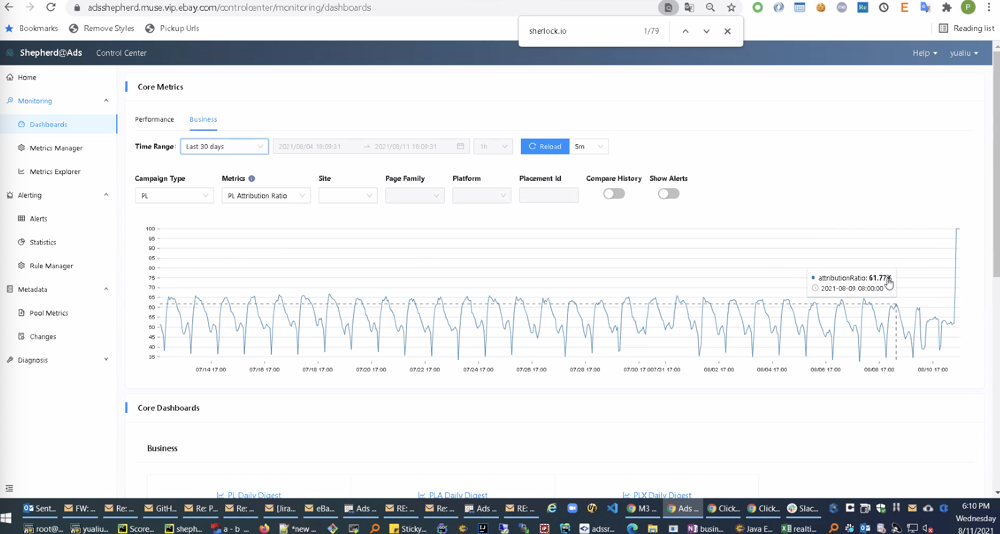 adsshepherd.muse.vip.ebay.com/controlcenter/monitoring/dashboards
Bookmarks Remove Styles Pickup Urls
sherlock.io 1/79
Reading list
Shepherd@Ads Control Center
Help yualiu
Home
Monitoring
Dashboards
Metrics Manager
Metrics Explorer
Alerting
Alerts
Statistics
Rule Manager
Metadata
Pool Metrics
Changes
Diagnosis
Core Metrics
Performance Business
Time Range: Last 30 days 2021/08/04 18:09:31 → 2021/08/11 18:09:31 1h Reload 5m
Campaign Type Metrics Site Page Family Platform Placement Id Compare History Show Alerts
PL PL Attribution Ratio
100
95
90
85
80
75
70
65
60
55
50
45
40
35
attributionRatio: 61.77%
2021-08-09 08:00:00
07/14 17:00 07/16 17:00 07/18 17:00 07/20 17:00 07/22 17:00 07/24 17:00 07/26 17:00 07/28 17:00 07/30 17:00 07/31 17:00 08/02 17:00 08/04 17:00 08/06 17:00 08/08 17:00 08/10 17:00
Core Dashboards
Business
PL Daily Digest PLA Daily Digest PLX Daily Digest
Sent... FW: ... Re: ... GitH... Re: P... Re: ... [Jira... eBa... Ads ... RE: ... Re: ... Ads ... RE: ... M3 ... Ads ... Click... Click... Slac... 6:10 PM
Wednesday
root@... yualiu... Score... sheph... a - b ... *new ... Sticky... adssr... busin... Java E... realti... 8/11/2021